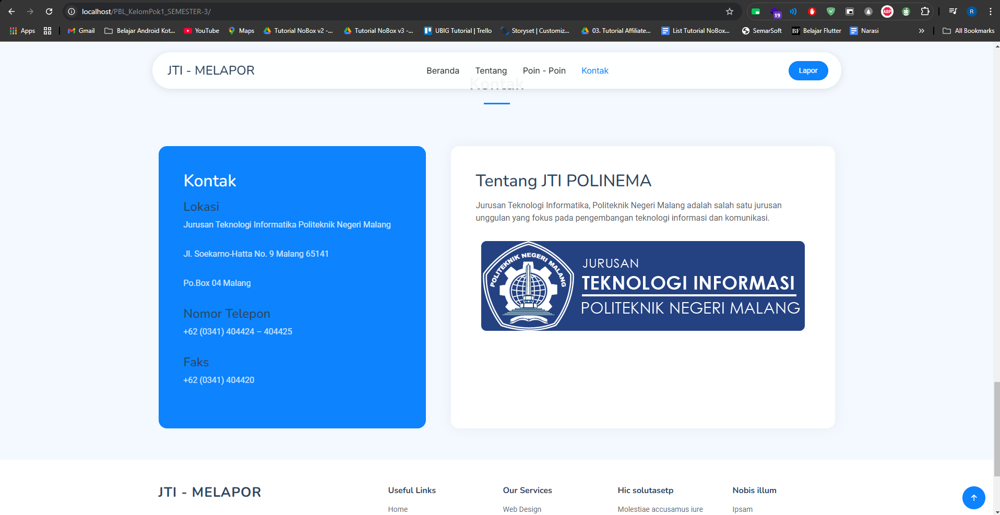 localhost/PBL_KelomPok1_SEMESTER-3/
19
ABP
R
Apps
Gmail
Belajar Android Kot...
YouTube
Maps
Tutorial NoBox v2 -...
Tutorial NoBox v3 -...
UBIG Tutorial | Trello
Storyset | Customiz...
03. Tutorial Affiliate...
List Tutorial NoBox...
SemarSoft
BF
Belajar Flutter
Narasi
All Bookmarks
JTI - MELAPOR
Beranda
Tentang
Poin - Poin
Kontak
Lapor
Kontak
Kontak
Lokasi
Jurusan Teknologi Informatika Politeknik Negeri Malang
Jl. Soekarno-Hatta No. 9 Malang 65141
Po.Box 04 Malang
Nomor Telepon
+62 (0341) 404424 – 404425
Faks
+62 (0341) 404420
Tentang JTI POLINEMA
Jurusan Teknologi Informatika, Politeknik Negeri Malang adalah salah satu jurusan
unggulan yang fokus pada pengembangan teknologi informasi dan komunikasi.
POLITEKNIK NEGERI MALANG
JURUSAN
TEKNOLOGI INFORMASI
POLITEKNIK NEGERI MALANG
JTI - MELAPOR
Useful Links
Home
Our Services
Web Design
Hic solutasetp
Molestiae accusamus iure
Nobis illum
Ipsam